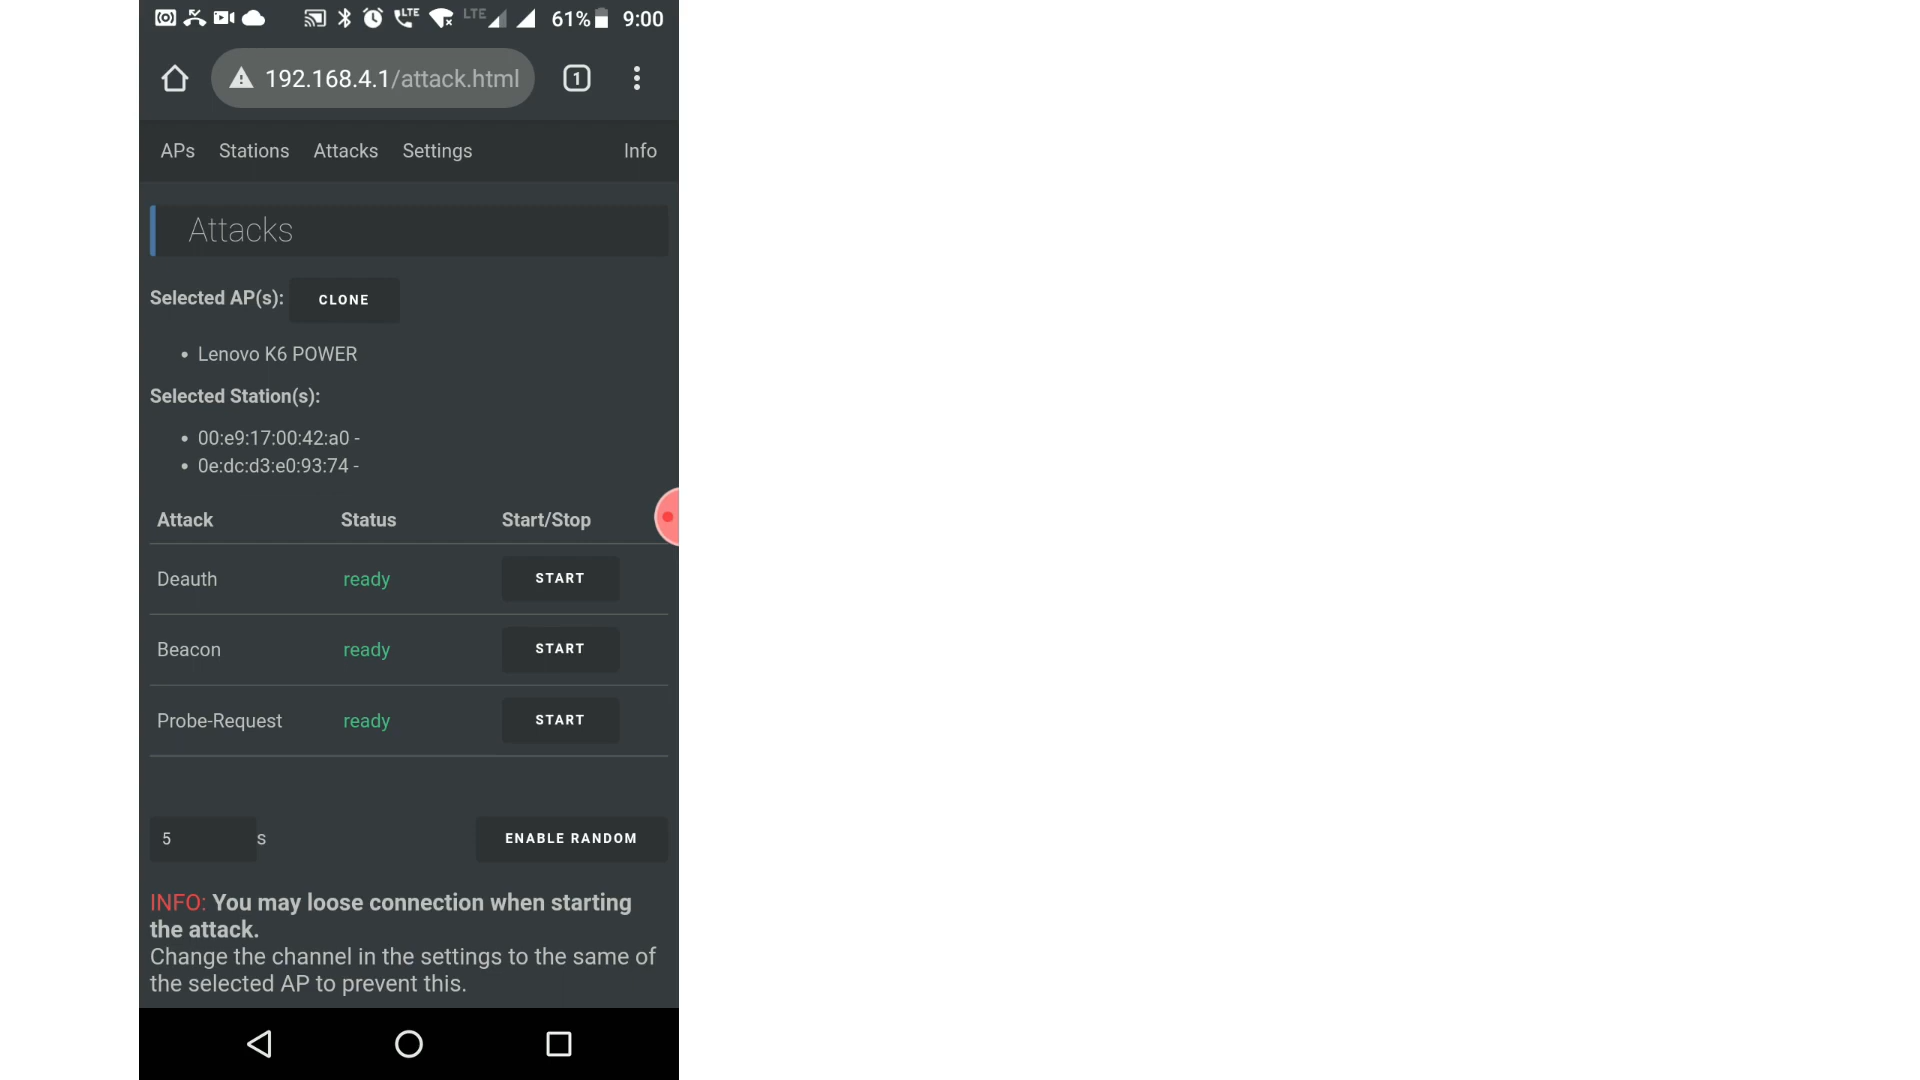 LTE LTE 61% 9:00
192.168.4.1/attack.html 1
APs Stations Attacks Settings Info
Attacks
Selected AP(s): CLONE
• Lenovo K6 POWER
Selected Station(s):
• 00:e9:17:00:42:a0 -
• 0e:dc:d3:e0:93:74 -
Attack Status Start/Stop
Deauth ready START
Beacon ready START
Probe-Request ready START
5 s ENABLE RANDOM
INFO: You may loose connection when starting
the attack.
Change the channel in the settings to the same of
the selected AP to prevent this.